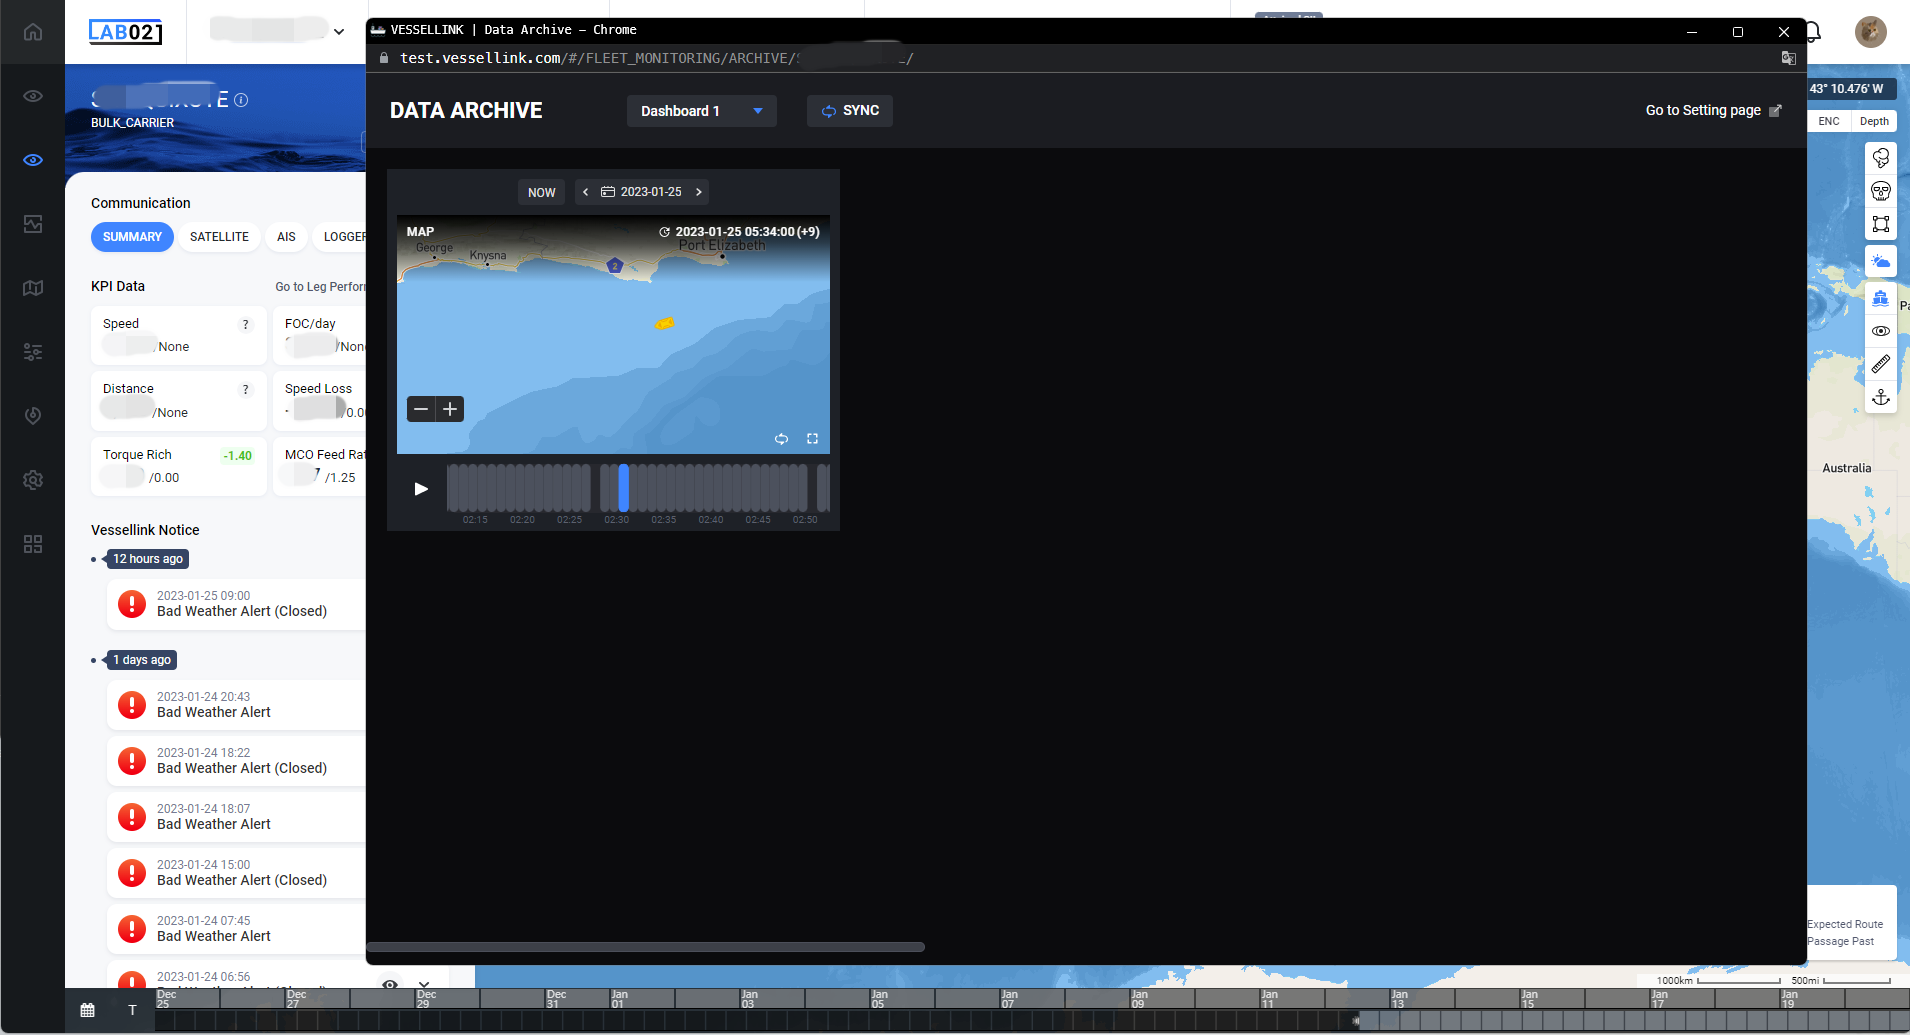 LAB021
VESSELLINK | Data Archive – Chrome
test.vessellink.com/#/FLEET_MONITORING/ARCHIVE/
DATA ARCHIVE
Dashboard 1
SYNC
Go to Setting page
NOW
2023-01-25
MAP
2023-01-25 05:34:00 (+9)
George
Knysna
Port Elizabeth
2
02:15
02:20
02:25
02:30
02:35
02:40
02:45
02:50
BULK_CARRIER
Communication
SUMMARY
SATELLITE
AIS
LOGGER
KPI Data
Go to Leg Perfor
Speed
?
/None
FOC/day
/None
Distance
?
/None
Speed Loss
/0.00
Torque Rich
-1.40
/0.00
MCO Feed Rat
/1.25
Vessellink Notice
12 hours ago
2023-01-25 09:00
Bad Weather Alert (Closed)
1 days ago
2023-01-24 20:43
Bad Weather Alert
2023-01-24 18:22
Bad Weather Alert (Closed)
2023-01-24 18:07
Bad Weather Alert
2023-01-24 15:00
Bad Weather Alert (Closed)
2023-01-24 07:45
Bad Weather Alert
2023-01-24 06:56
43° 10.476' W
ENC
Depth
Pa
Australia
Expected Route
Passage Past
1000km
500mi
T
Dec 25
Dec 27
Dec 29
Dec 31
Jan 01
Jan 03
Jan 05
Jan 07
Jan 09
Jan 11
Jan 13
Jan 15
Jan 17
Jan 19